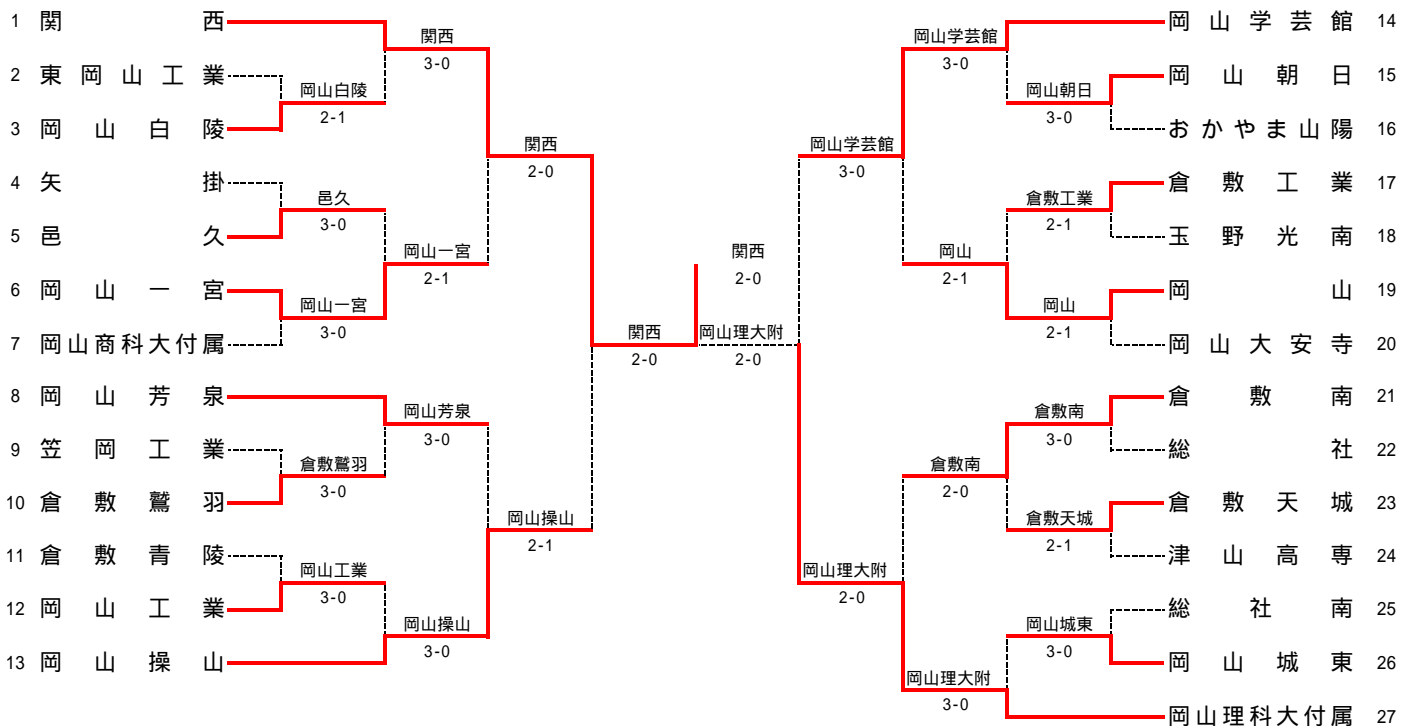 1 関西
2 東岡山工業
3 岡山白陵
4 矢掛
5 邑久
6 岡山一宮
7 岡山商科大付属
8 岡山芳泉
9 笠岡工業
10 倉敷鷲羽
11 倉敷青陵
12 岡山工業
13 岡山操山
岡山白陵
2-1
邑久
3-0
岡山一宮
3-0
倉敷鷲羽
3-0
岡山工業
3-0
関西
3-0
岡山一宮
2-1
岡山芳泉
3-0
岡山操山
3-0
関西
2-0
岡山操山
2-1
関西
2-0
関西
2-0
岡山理大附
2-0
岡山学芸館
3-0
岡山理大附
2-0
岡山学芸館
3-0
岡山
2-1
倉敷南
2-0
岡山理大附
3-0
岡山朝日
3-0
倉敷工業
2-1
岡山
2-1
倉敷南
3-0
倉敷天城
2-1
岡山城東
3-0
岡山学芸館 14
岡山朝日 15
おかやま山陽 16
倉敷工業 17
玉野光南 18
岡山 19
岡山大安寺 20
倉敷南 21
総社 22
倉敷天城 23
津山高専 24
総社南 25
岡山城東 26
岡山理科大付属 27